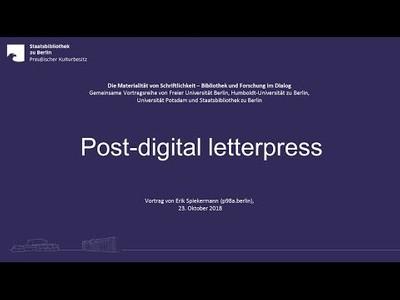 Staatsbibliothek
zu Berlin
Preußischer Kulturbesitz
Die Materialität von Schriftlichkeit – Bibliothek und Forschung im Dialog
Gemeinsame Vortragsreihe von Freier Universität Berlin, Humboldt-Universität zu Berlin,
Universität Potsdam und Staatsbibliothek zu Berlin
Post-digital letterpress
Vortrag von Erik Spiekermann (p98a.berlin),
23. Oktober 2018